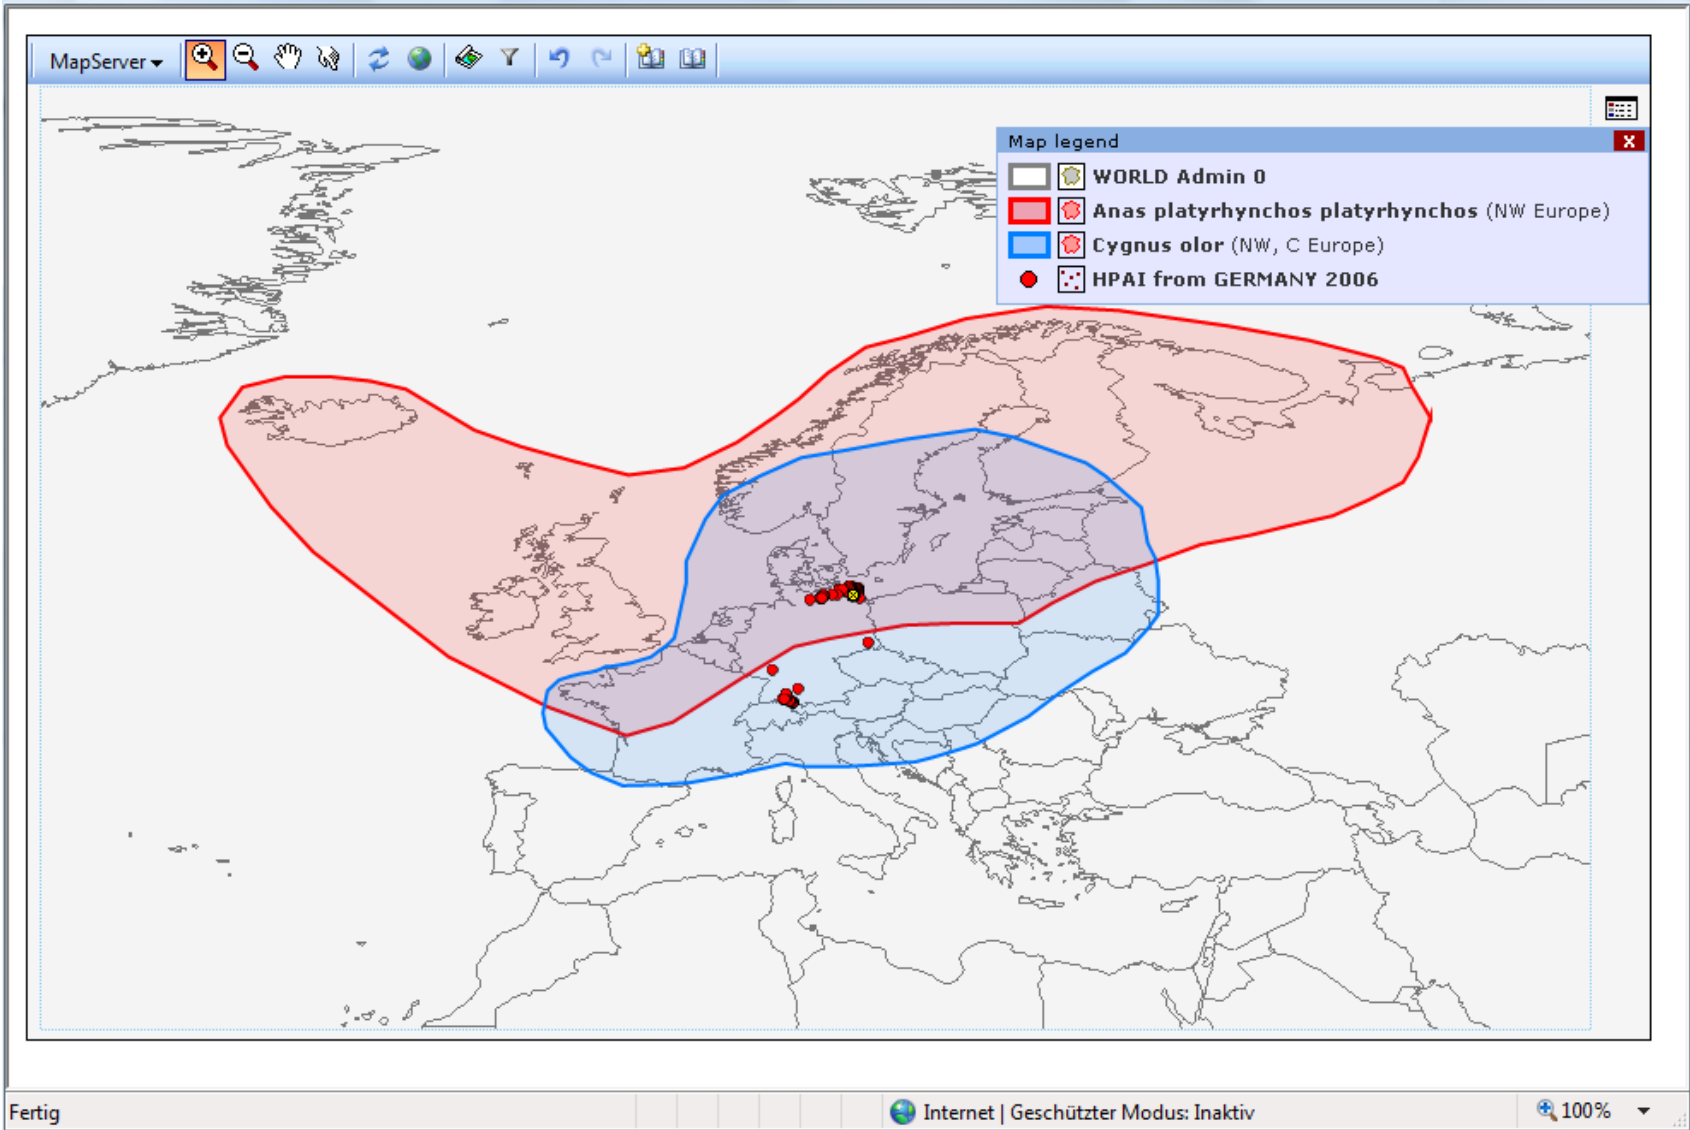 MapServer
Map legend
WORLD Admin 0
Anas platyrhynchos platyrhynchos (NW Europe)
Cygnus olor (NW, C Europe)
HPAI from GERMANY 2006
Fertig
Internet | Geschützter Modus: Inaktiv
100%